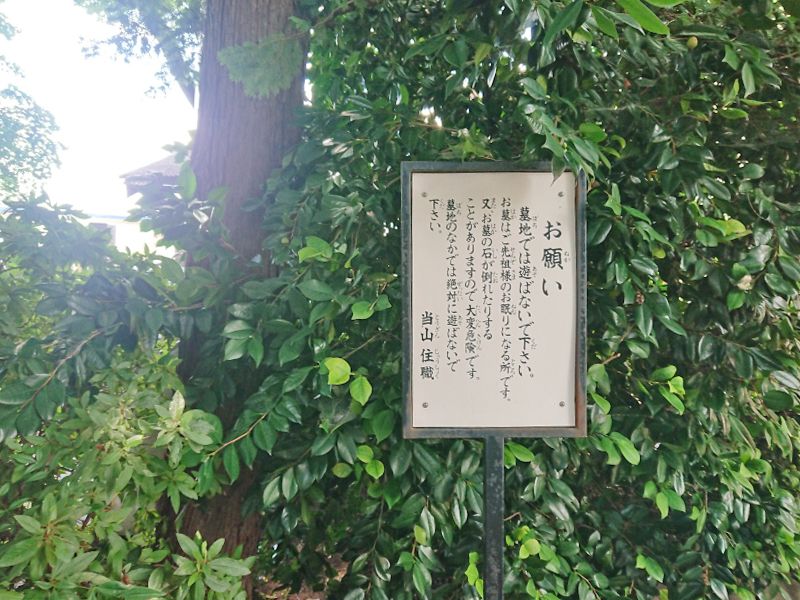 お願い
墓地では遊ばないで下さい。
お墓はご先祖様のお眠りになる所です。
又、お墓の石が倒れたりする
ことがありますので大変危険です。
墓地のなかでは絶対に遊ばないで
下さい。
当山 住職